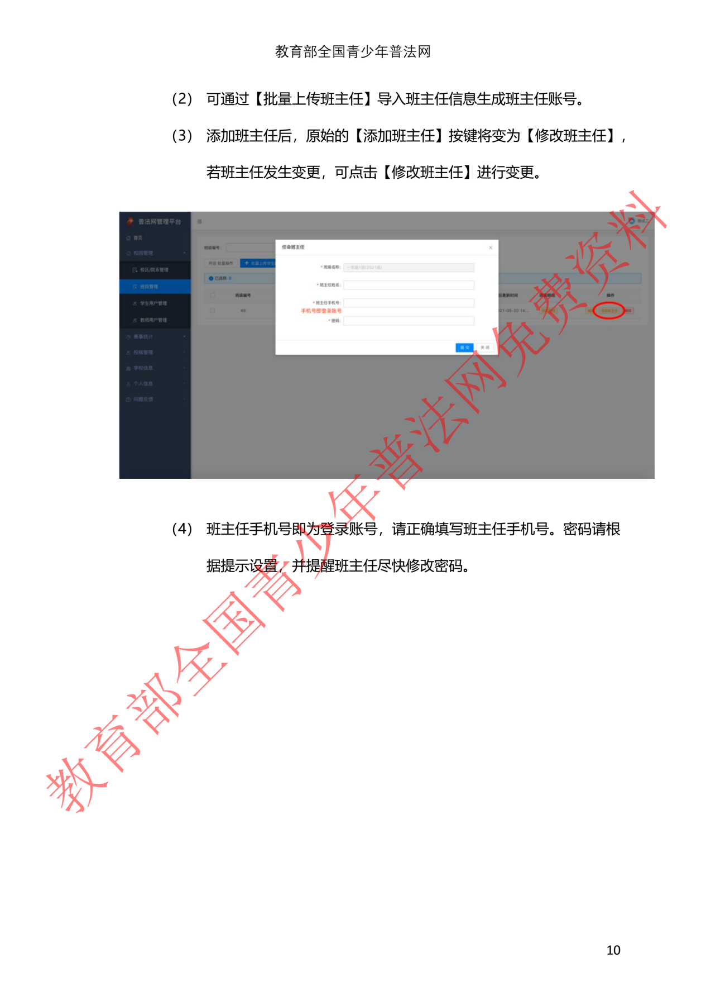 教育部全国青少年普法网
(2) 可通过【批量上传班主任】导入班主任信息生成班主任账号。
(3) 添加班主任后，原始的【添加班主任】按键将变为【修改班主任】，
若班主任发生变更，可点击【修改班主任】进行变更。
普法网管理平台
测试二
首页
校园管理
校区/院系管理
班级管理
学生用户管理
教师用户管理
赛事统计
投稿管理
学校信息
个人信息
问题反馈
班级编号:
开启 批量操作
+ 批量上传学生
已选择: 0
班级编号
更新时间
操作
49
21-05-20 14:...
任命班主任
×
* 班级名称:
一年级1班(2021级)
* 班主任姓名:
* 班主任手机号:
手机号即登录账号
* 密码:
提 交
关 闭
(4) 班主任手机号即为登录账号，请正确填写班主任手机号。密码请根
据提示设置，并提醒班主任尽快修改密码。
教育部全国青少年普法网免费资料
10